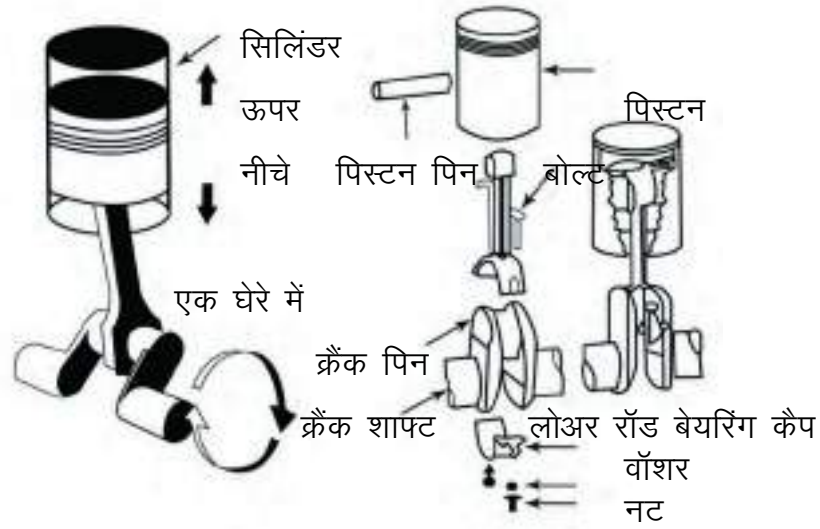 सिलिंडर
ऊपर
पिस्टन
नीचे
पिस्टन पिन
बोल्ट
एक घेरे में
क्रैंक पिन
क्रैंक शाफ्ट
लोअर रॉड बेयरिंग कैप
वॉशर
नट